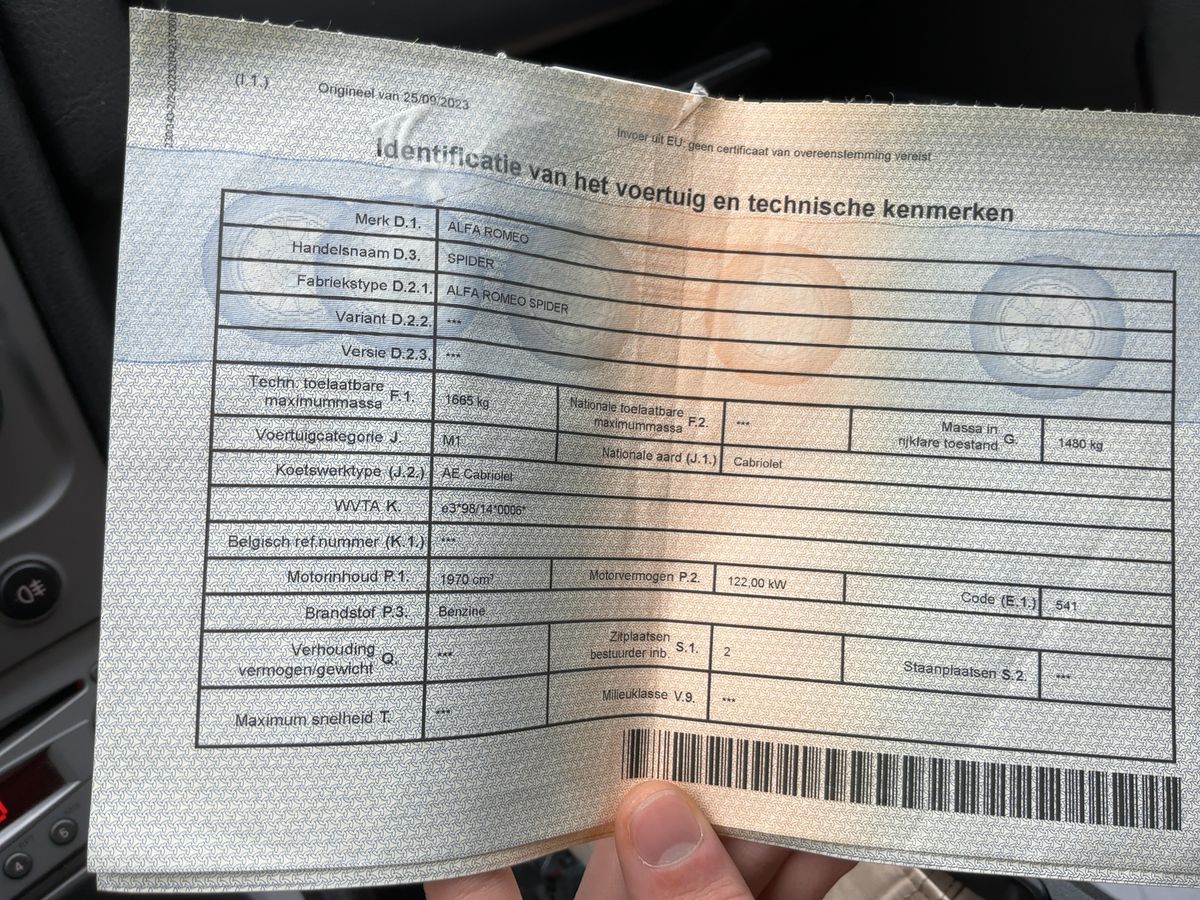 (I.1.) Origineel van 25/09/2023
Invoer uit EU: geen certificaat van overeenstemming vereist
Identificatie van het voertuig en technische kenmerken
Merk D.1. ALFA ROMEO
Handelsnaam D.3. SPIDER
Fabriekstype D.2.1. ALFA ROMEO SPIDER
Variant D.2.2. ***
Versie D.2.3. ***
Techn. toelaatbare maximummassa F.1. 1665 kg Nationale toelaatbare maximummassa F.2. *** Massa in rijklare toestand G. 1480 kg
Voertuigcategorie J. M1 Nationale aard (J.1.) Cabriolet
Koetswerktype (J.2.) AE Cabriolet
WVTA K. e3*98/14*0006*
Belgisch ref.nummer (K.1.) ***
Motorinhoud P.1. 1970 cm³ Motorvermogen P.2. 122,00 kW Code (E.1.) 541
Brandstof P.3. Benzine
Verhouding vermogen/gewicht Q. *** Zitplaatsen bestuurder inb. S.1. 2 Staanplaatsen S.2. ***
Maximum snelheid T. *** Milieuklasse V.9. ***
4 5